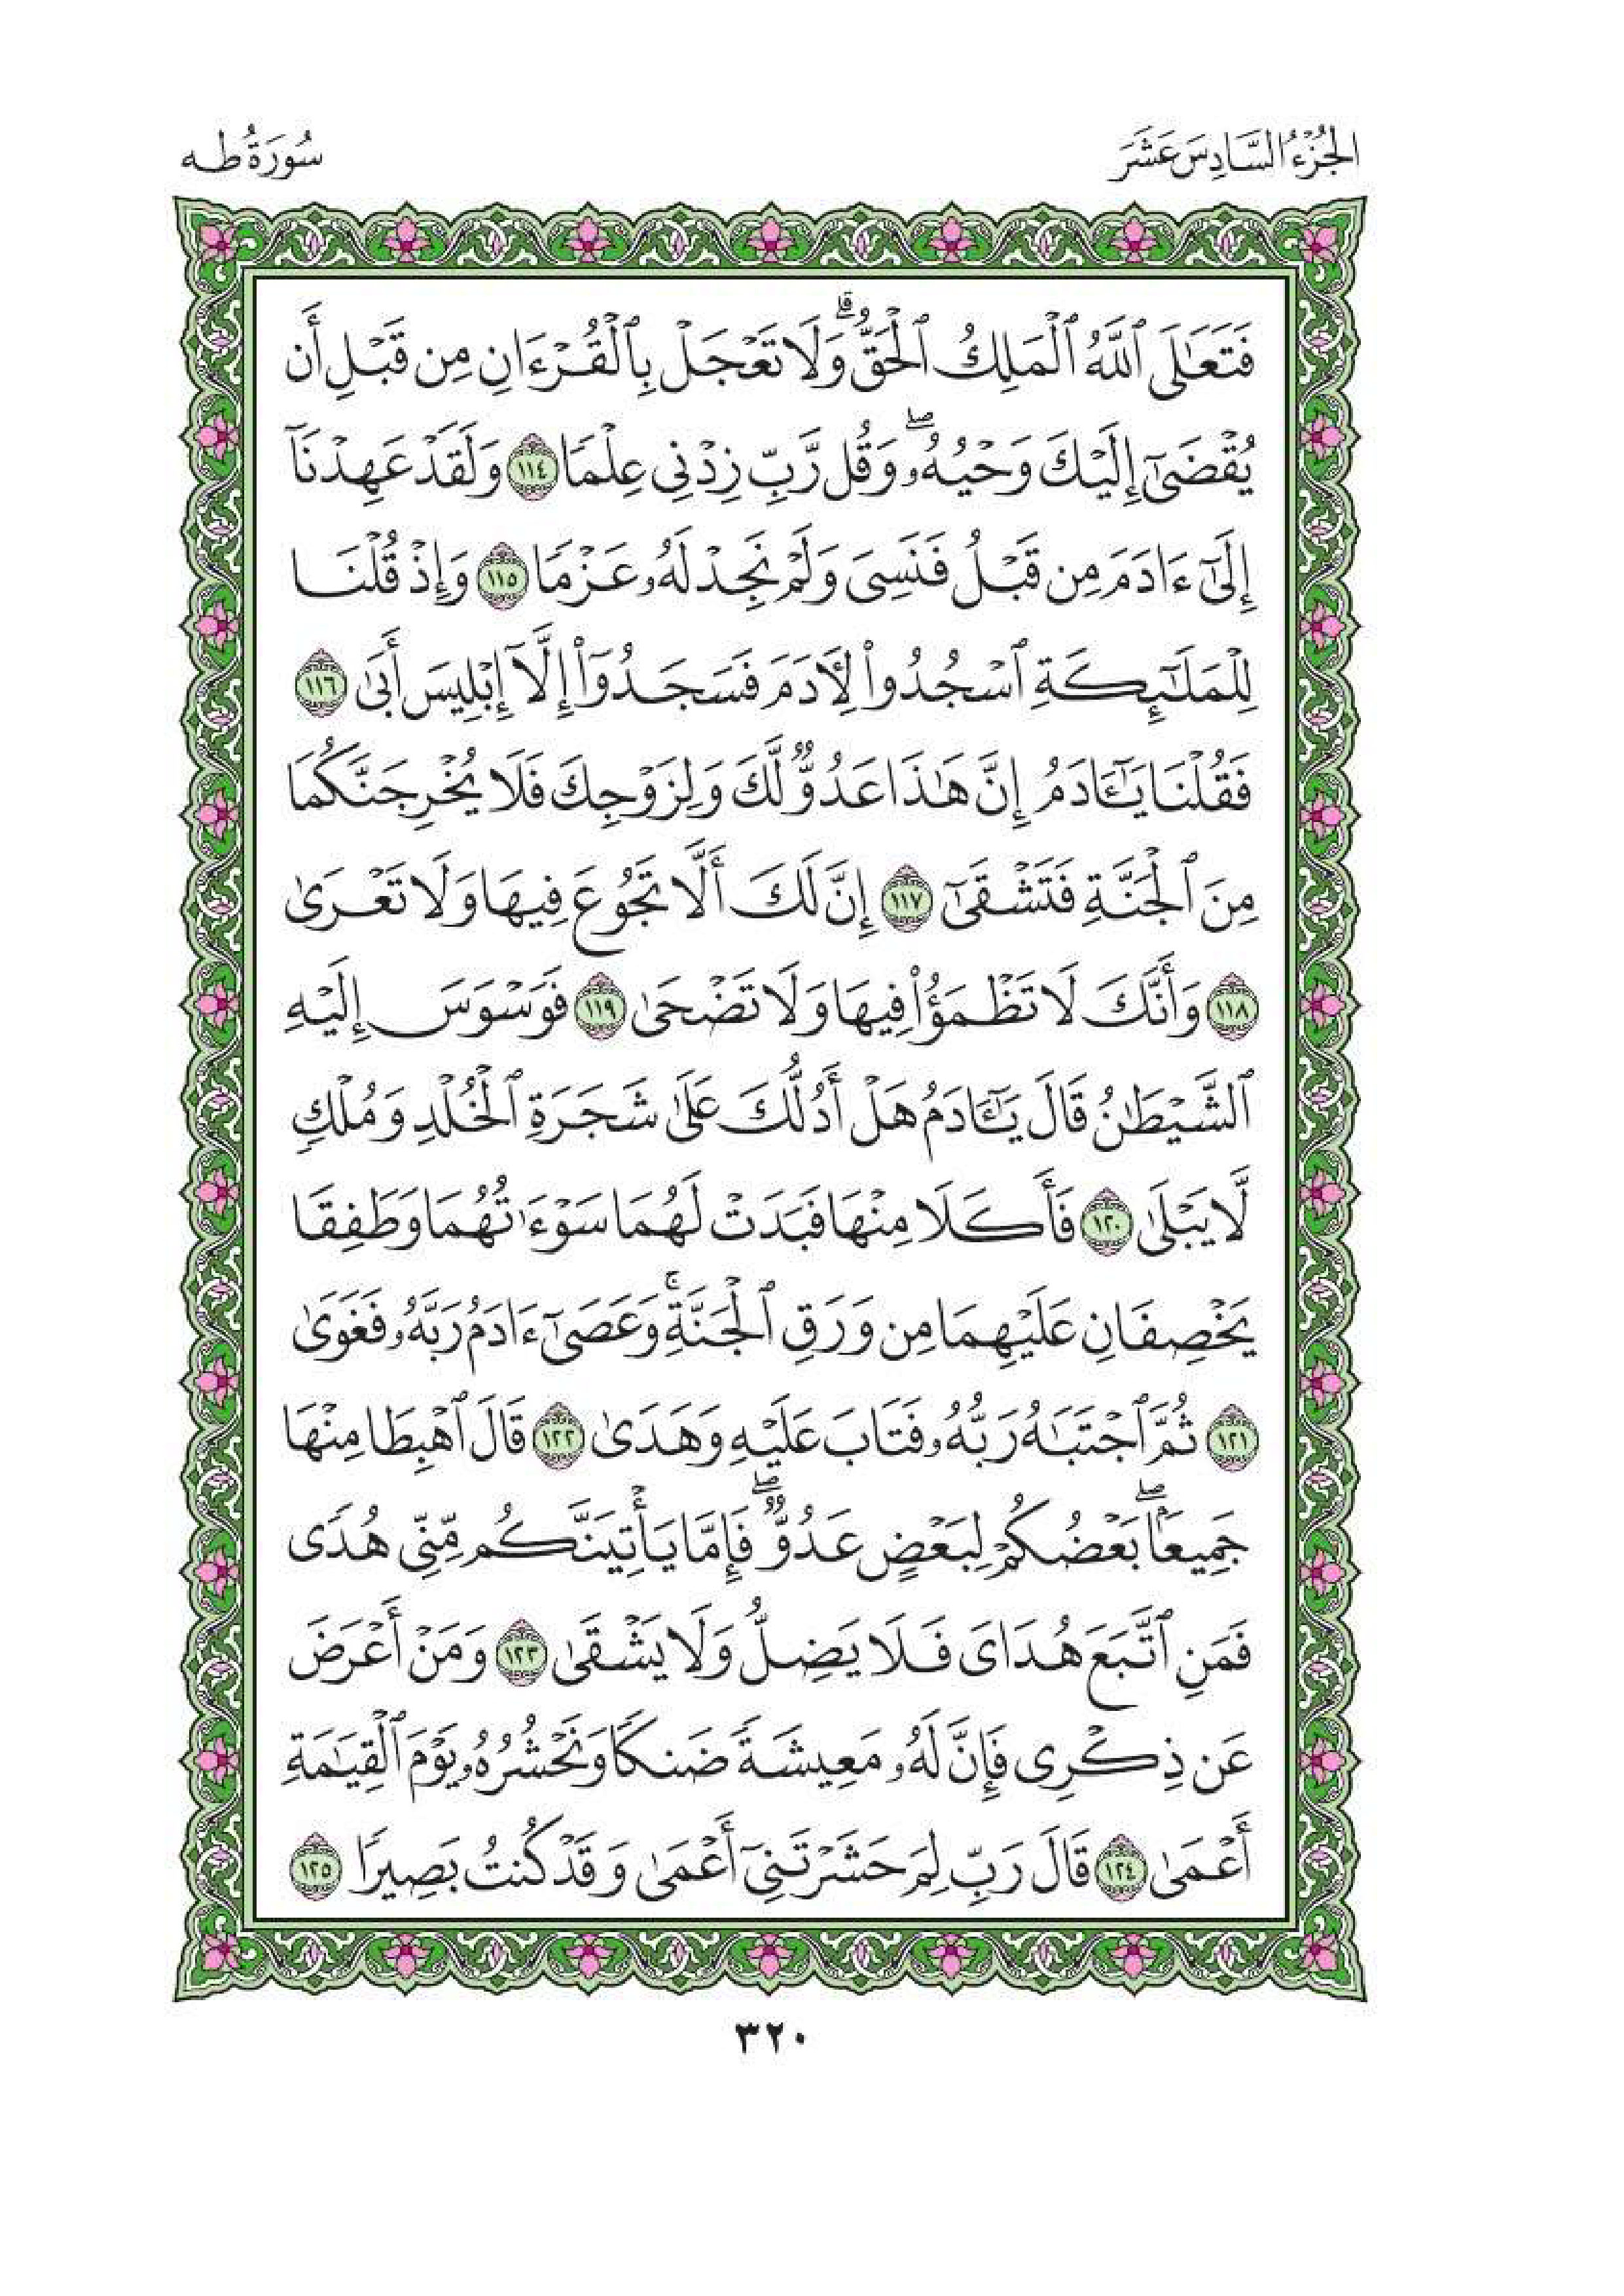 الجُزْءُ السَّادِسَ عَشَرَ
سُورَةُ طه
فَتَعَٰلَى ٱللَّهُ ٱلۡمَلِكُ ٱلۡحَقُّۗ وَلَا تَعۡجَلۡ بِٱلۡقُرۡءَانِ مِن قَبۡلِ أَن
يُقۡضَىٰٓ إِلَيۡكَ وَحۡيُهُۥۖ وَقُل رَّبِّ زِدۡنِي عِلۡمٗا ١١٤ وَلَقَدۡ عَهِدۡنَآ
إِلَىٰٓ ءَادَمَ مِن قَبۡلُ فَنَسِيَ وَلَمۡ نَجِدۡ لَهُۥ عَزۡمٗا ١١٥ وَإِذۡ قُلۡنَا
لِلۡمَلَٰٓئِكَةِ ٱسۡجُدُواْ لِأٓدَمَ فَسَجَدُوٓاْ إِلَّآ إِبۡلِيسَ أَبَىٰ ١١٦
فَقُلۡنَا يَٰٓـَٔادَمُ إِنَّ هَٰذَا عَدُوّٞ لَّكَ وَلِزَوۡجِكَ فَلَا يُخۡرِجَنَّكُمَا
مِنَ ٱلۡجَنَّةِ فَتَشۡقَىٰٓ ١١٧ إِنَّ لَكَ أَلَّا تَجُوعَ فِيهَا وَلَا تَعۡرَىٰ
١١٨ وَأَنَّكَ لَا تَظۡمَؤُاْ فِيهَا وَلَا تَضۡحَىٰ ١١٩ فَوَسۡوَسَ إِلَيۡهِ
ٱلشَّيۡطَٰنُ قَالَ يَٰٓـَٔادَمُ هَلۡ أَدُلُّكَ عَلَىٰ شَجَرَةِ ٱلۡخُلۡدِ وَمُلۡكٖ
لَّا يَبۡلَىٰ ١٢٠ فَأَكَلَا مِنۡهَا فَبَدَتۡ لَهُمَا سَوۡءَٰتُهُمَا وَطَفِقَا
يَخۡصِفَانِ عَلَيۡهِمَا مِن وَرَقِ ٱلۡجَنَّةِۚ وَعَصَىٰٓ ءَادَمُ رَبَّهُۥ فَغَوَىٰ
١٢١ ثُمَّ ٱجۡتَبَٰهُ رَبُّهُۥ فَتَابَ عَلَيۡهِ وَهَدَىٰ ١٢٢ قَالَ ٱهۡبِطَا مِنۡهَا
جَمِيعَۢاۖ بَعۡضُكُمۡ لِبَعۡضٍ عَدُوّٞۖ فَإِمَّا يَأۡتِيَنَّكُم مِّنِّي هُدٗى
فَمَنِ ٱتَّبَعَ هُدَايَ فَلَا يَضِلُّ وَلَا يَشۡقَىٰ ١٢٣ وَمَنۡ أَعۡرَضَ
عَن ذِكۡرِي فَإِنَّ لَهُۥ مَعِيشَةٗ ضَنكٗا وَنَحۡشُرُهُۥ يَوۡمَ ٱلۡقِيَٰمَةِ
أَعۡمَىٰ ١٢٤ قَالَ رَبِّ لِمَ حَشَرۡتَنِيٓ أَعۡمَىٰ وَقَدۡ كُنتُ بَصِيرٗا ١٢٥
٣٢٠